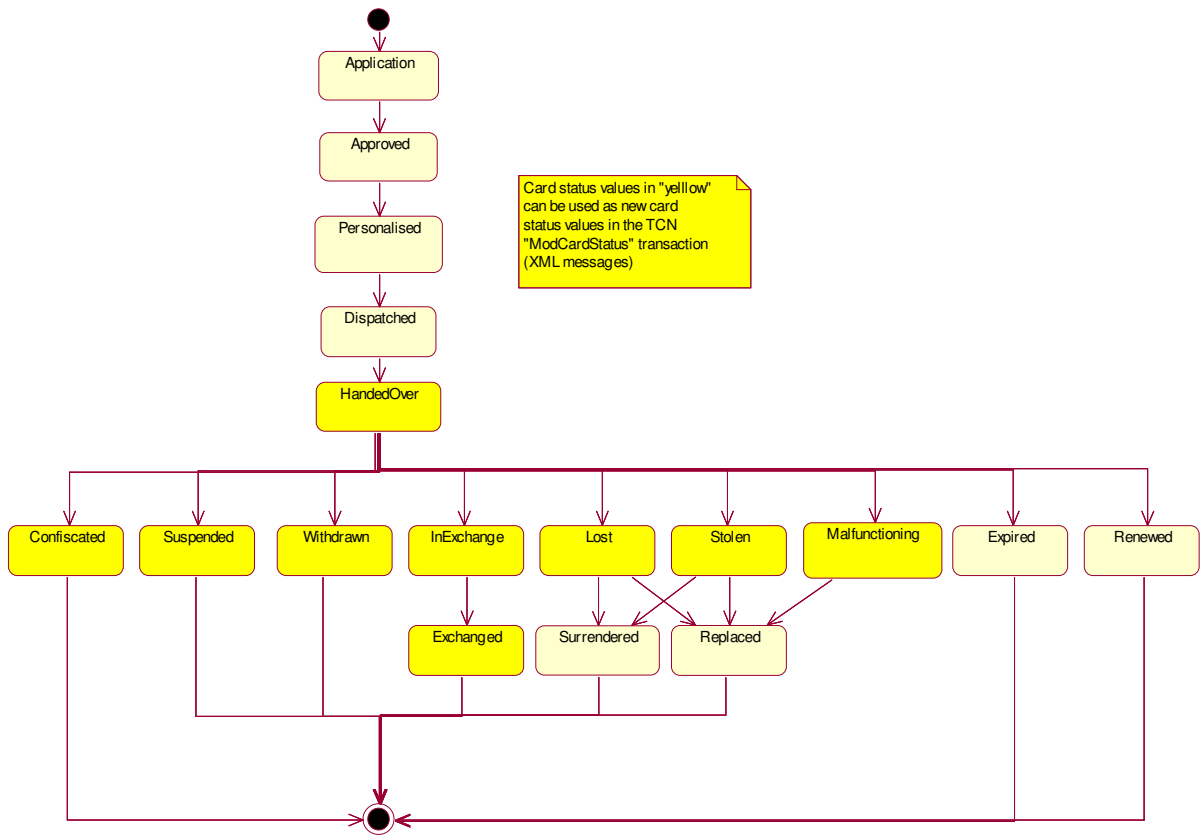 Application
Approved
Card status values in "yelllow"
can be used as new card
status values in the TCN
"ModCardStatus" transaction
(XML messages)
Personalised
Dispatched
HandedOver
Confiscated
Suspended
Withdrawn
InExchange
Lost
Stolen
Malfunctioning
Expired
Renewed
Exchanged
Surrendered
Replaced